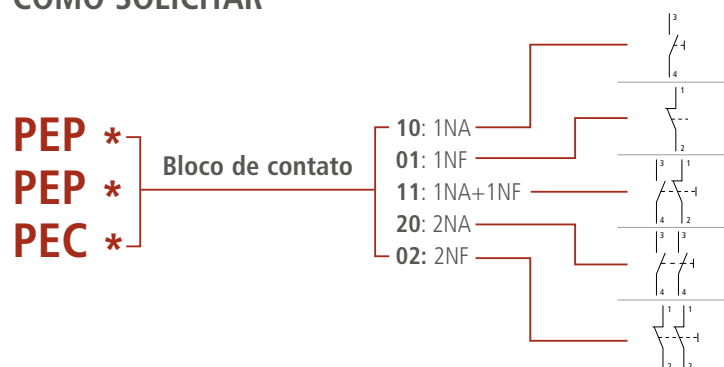 COMO SOLICITAR
PEP *
PEP *
PEC *
Bloco de contato
10: 1NA
01: 1NF
11: 1NA+1NF
20: 2NA
02: 2NF
3
4
1
2
3 1
4 2
3 3
4 4
1 1
2 2